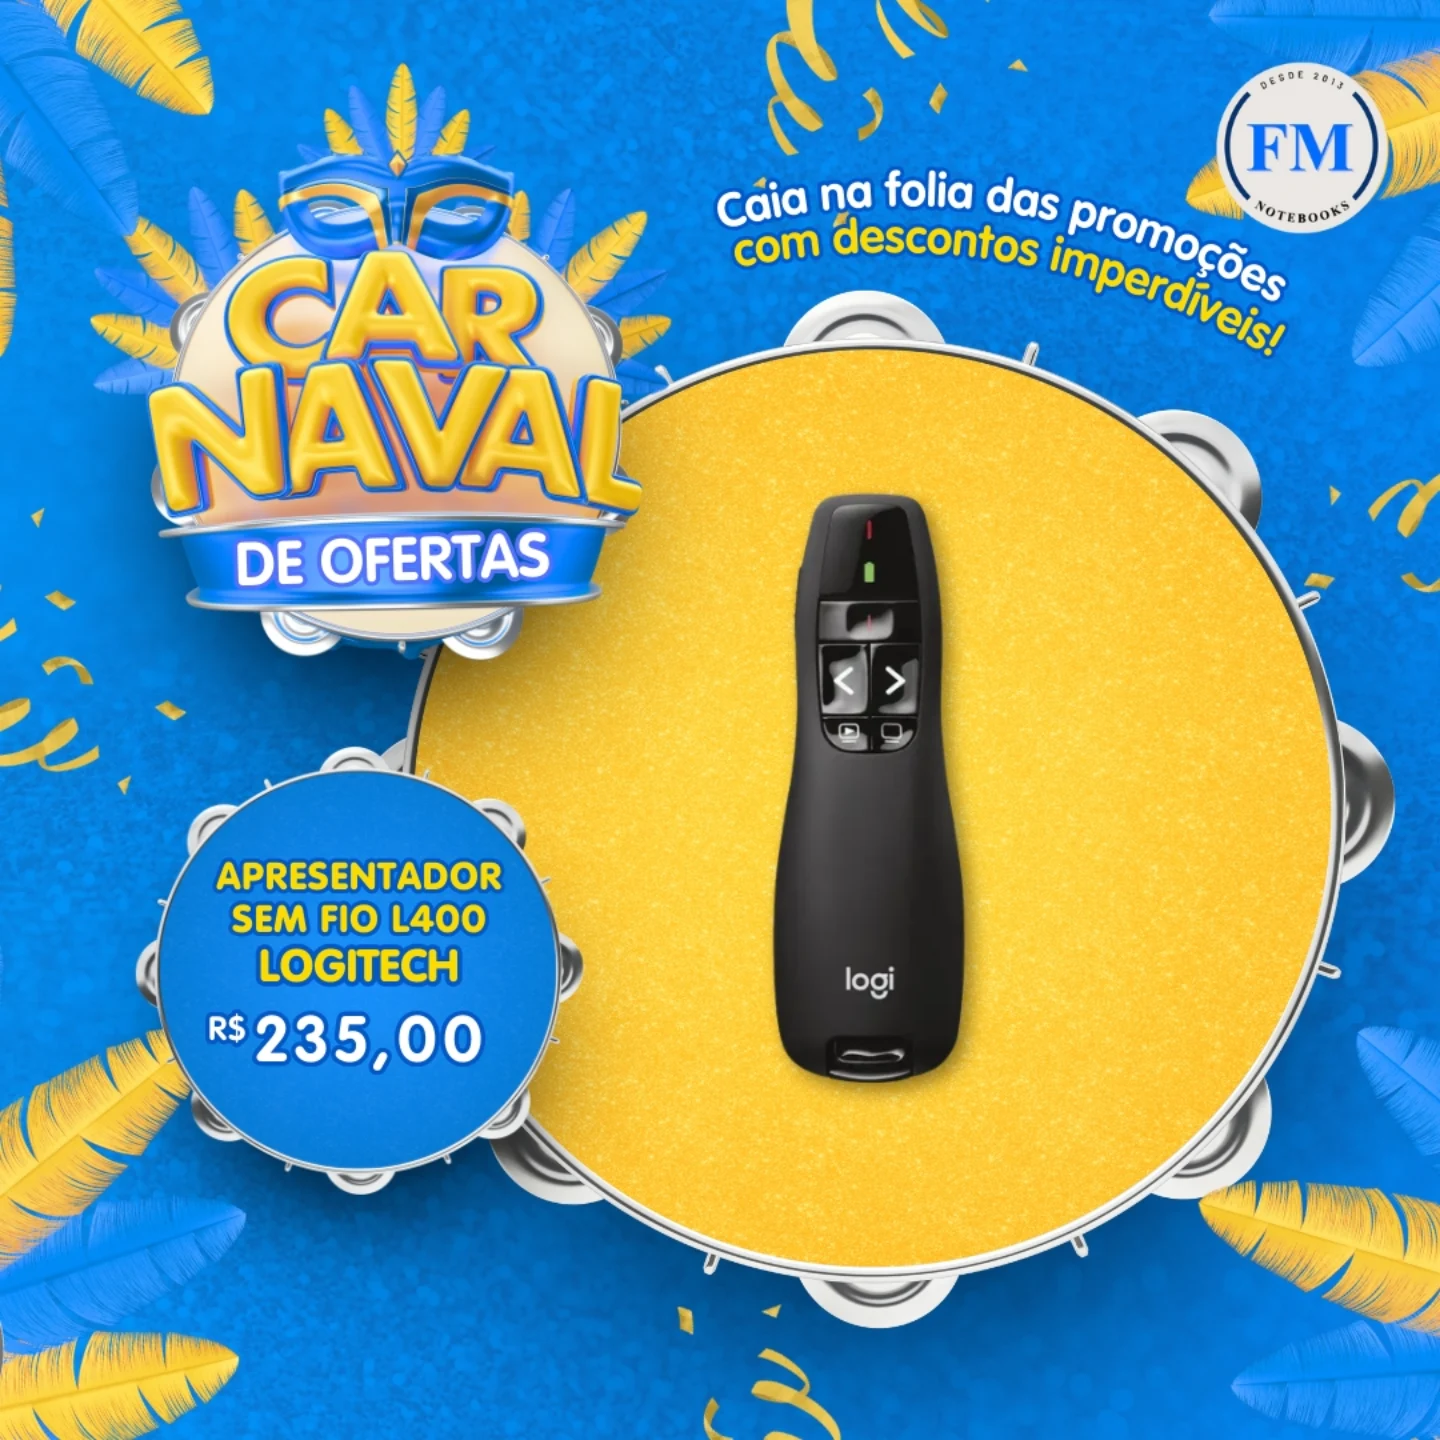 DESDE 2013
FM
NOTEBOOKS
Caia na folia das promoções
com descontos imperdíveis!
CAR
NAVAL
DE OFERTAS
logi
APRESENTADOR
SEM FIO L400
LOGITECH
R$ 235,00